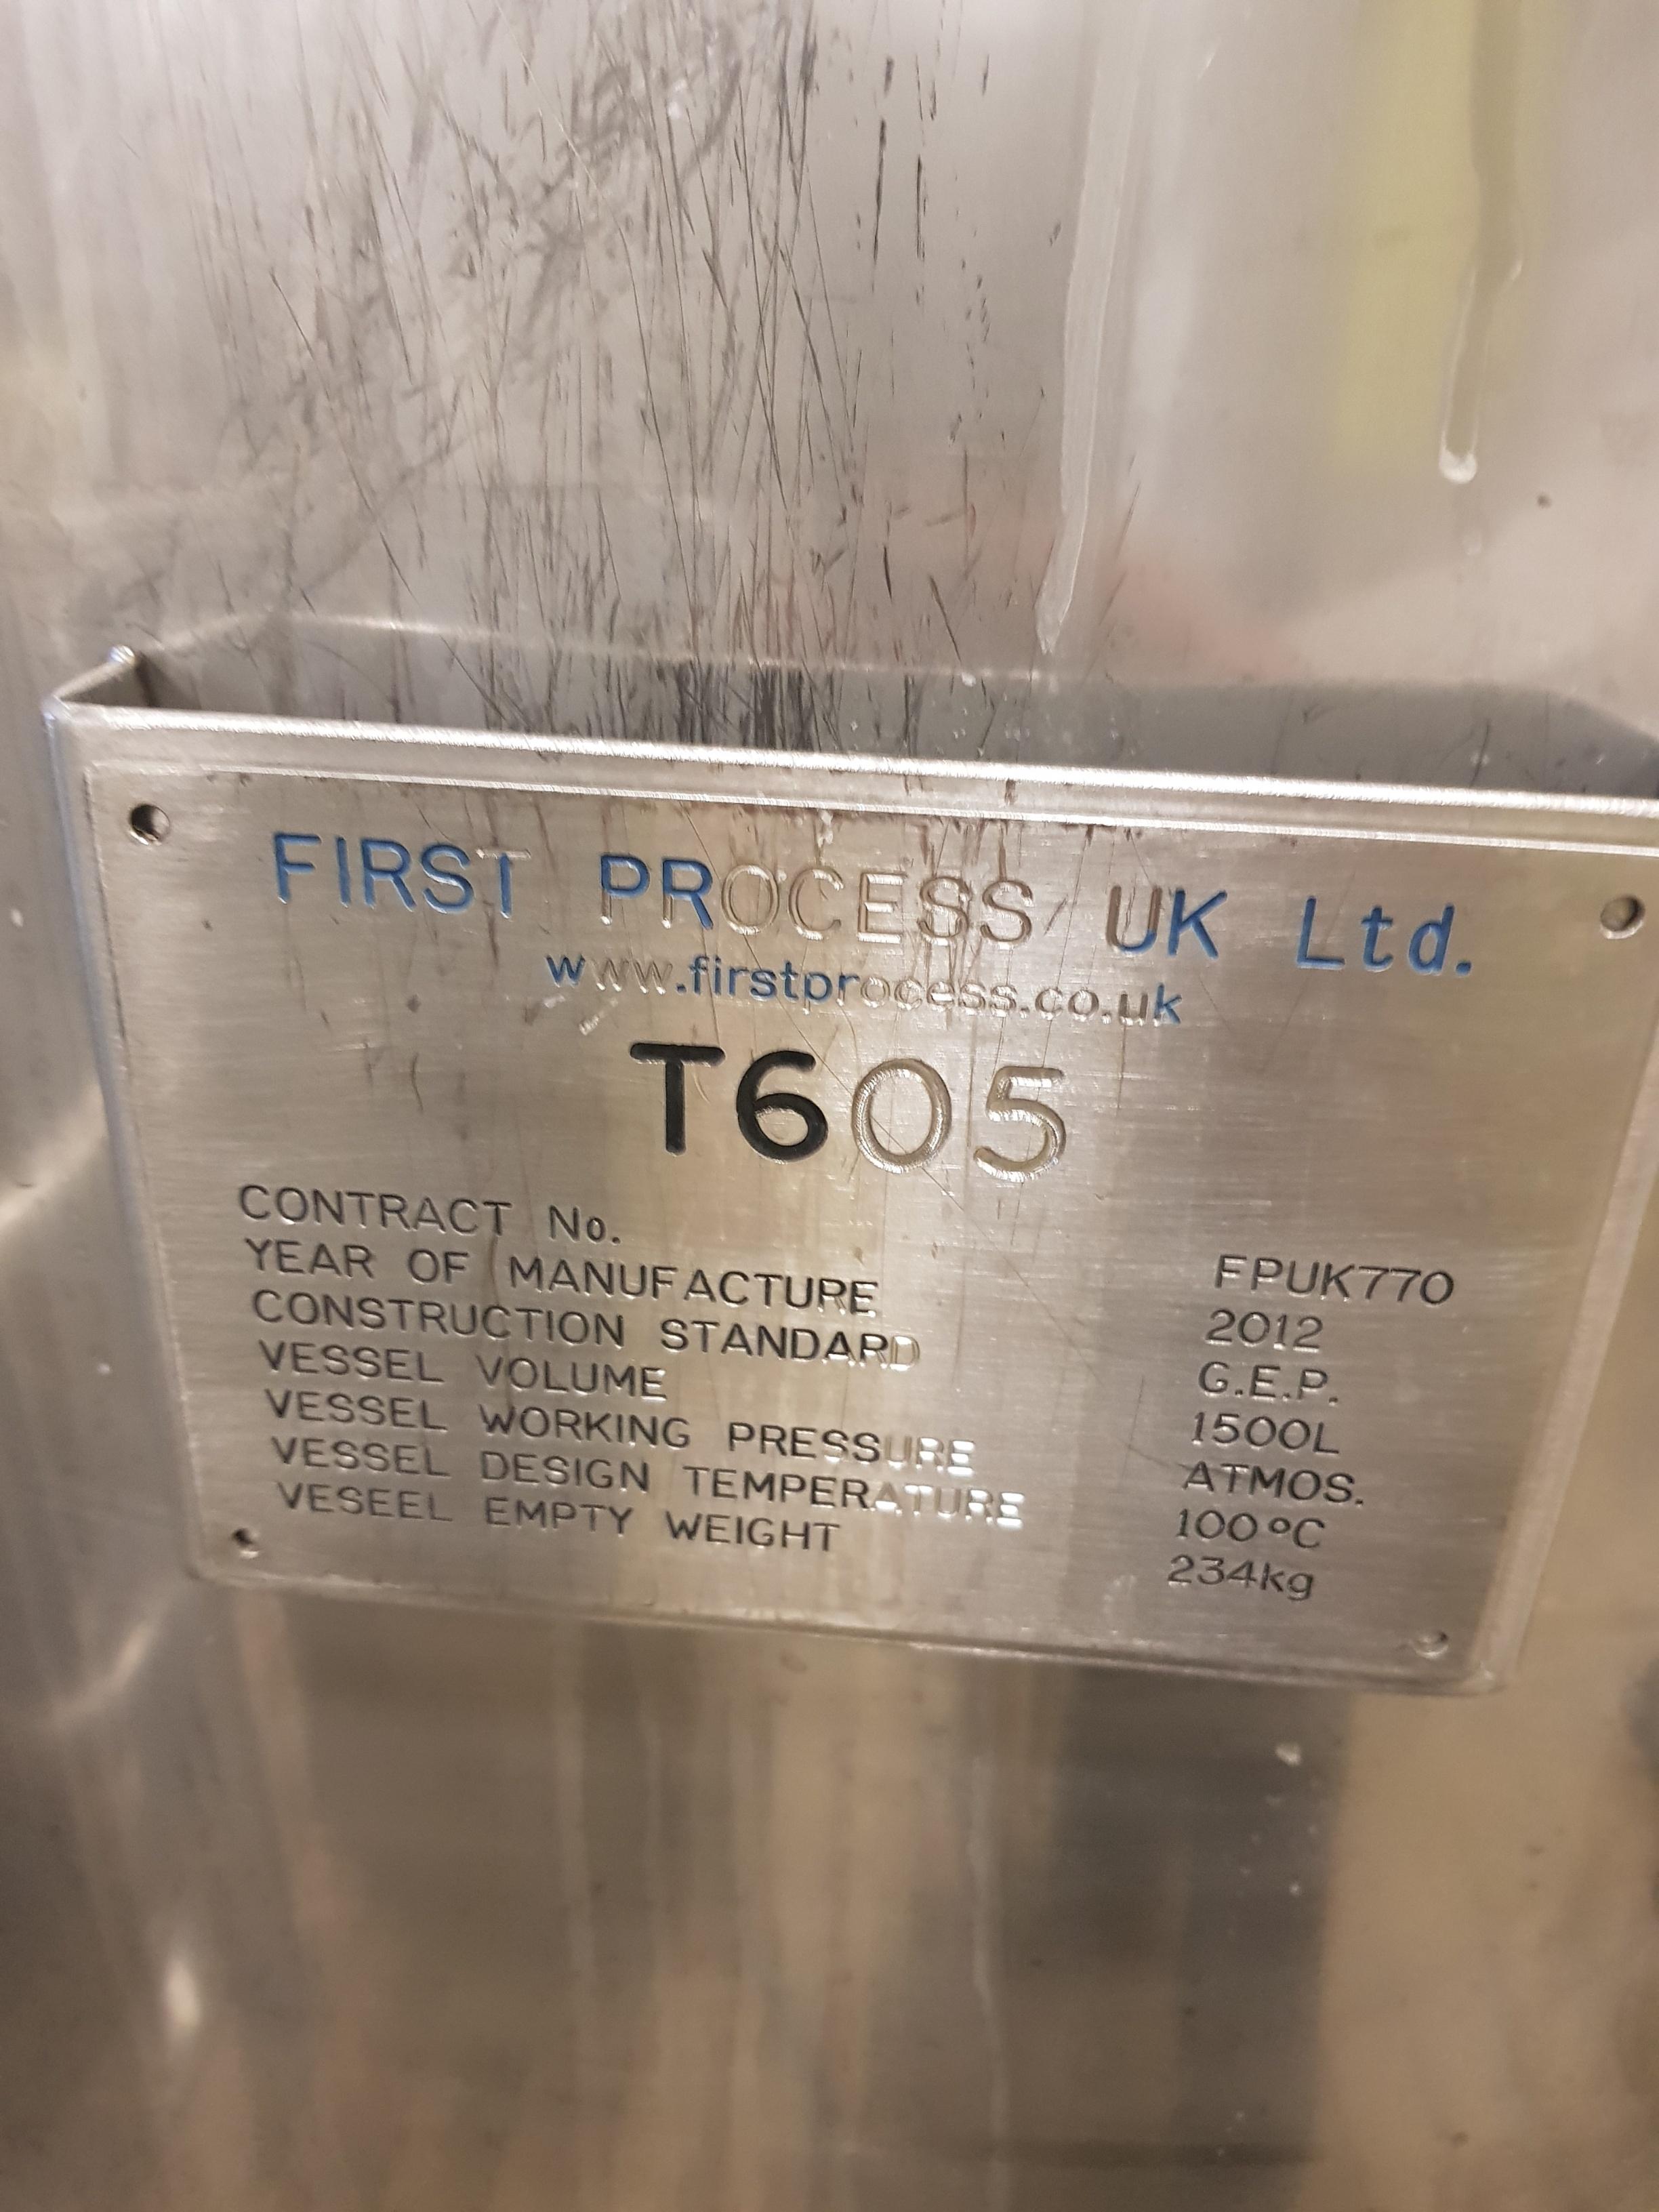 FIRST PROCESS UK Ltd.
www.firstprocess.co.uk
T605
CONTRACT No. FPUK770
YEAR OF MANUFACTURE 2012
CONSTRUCTION STANDARD G.E.P.
VESSEL VOLUME 1500L
VESSEL WORKING PRESSURE ATMOS.
VESSEL DESIGN TEMPERATURE 100°C
VESEEL EMPTY WEIGHT 234kg